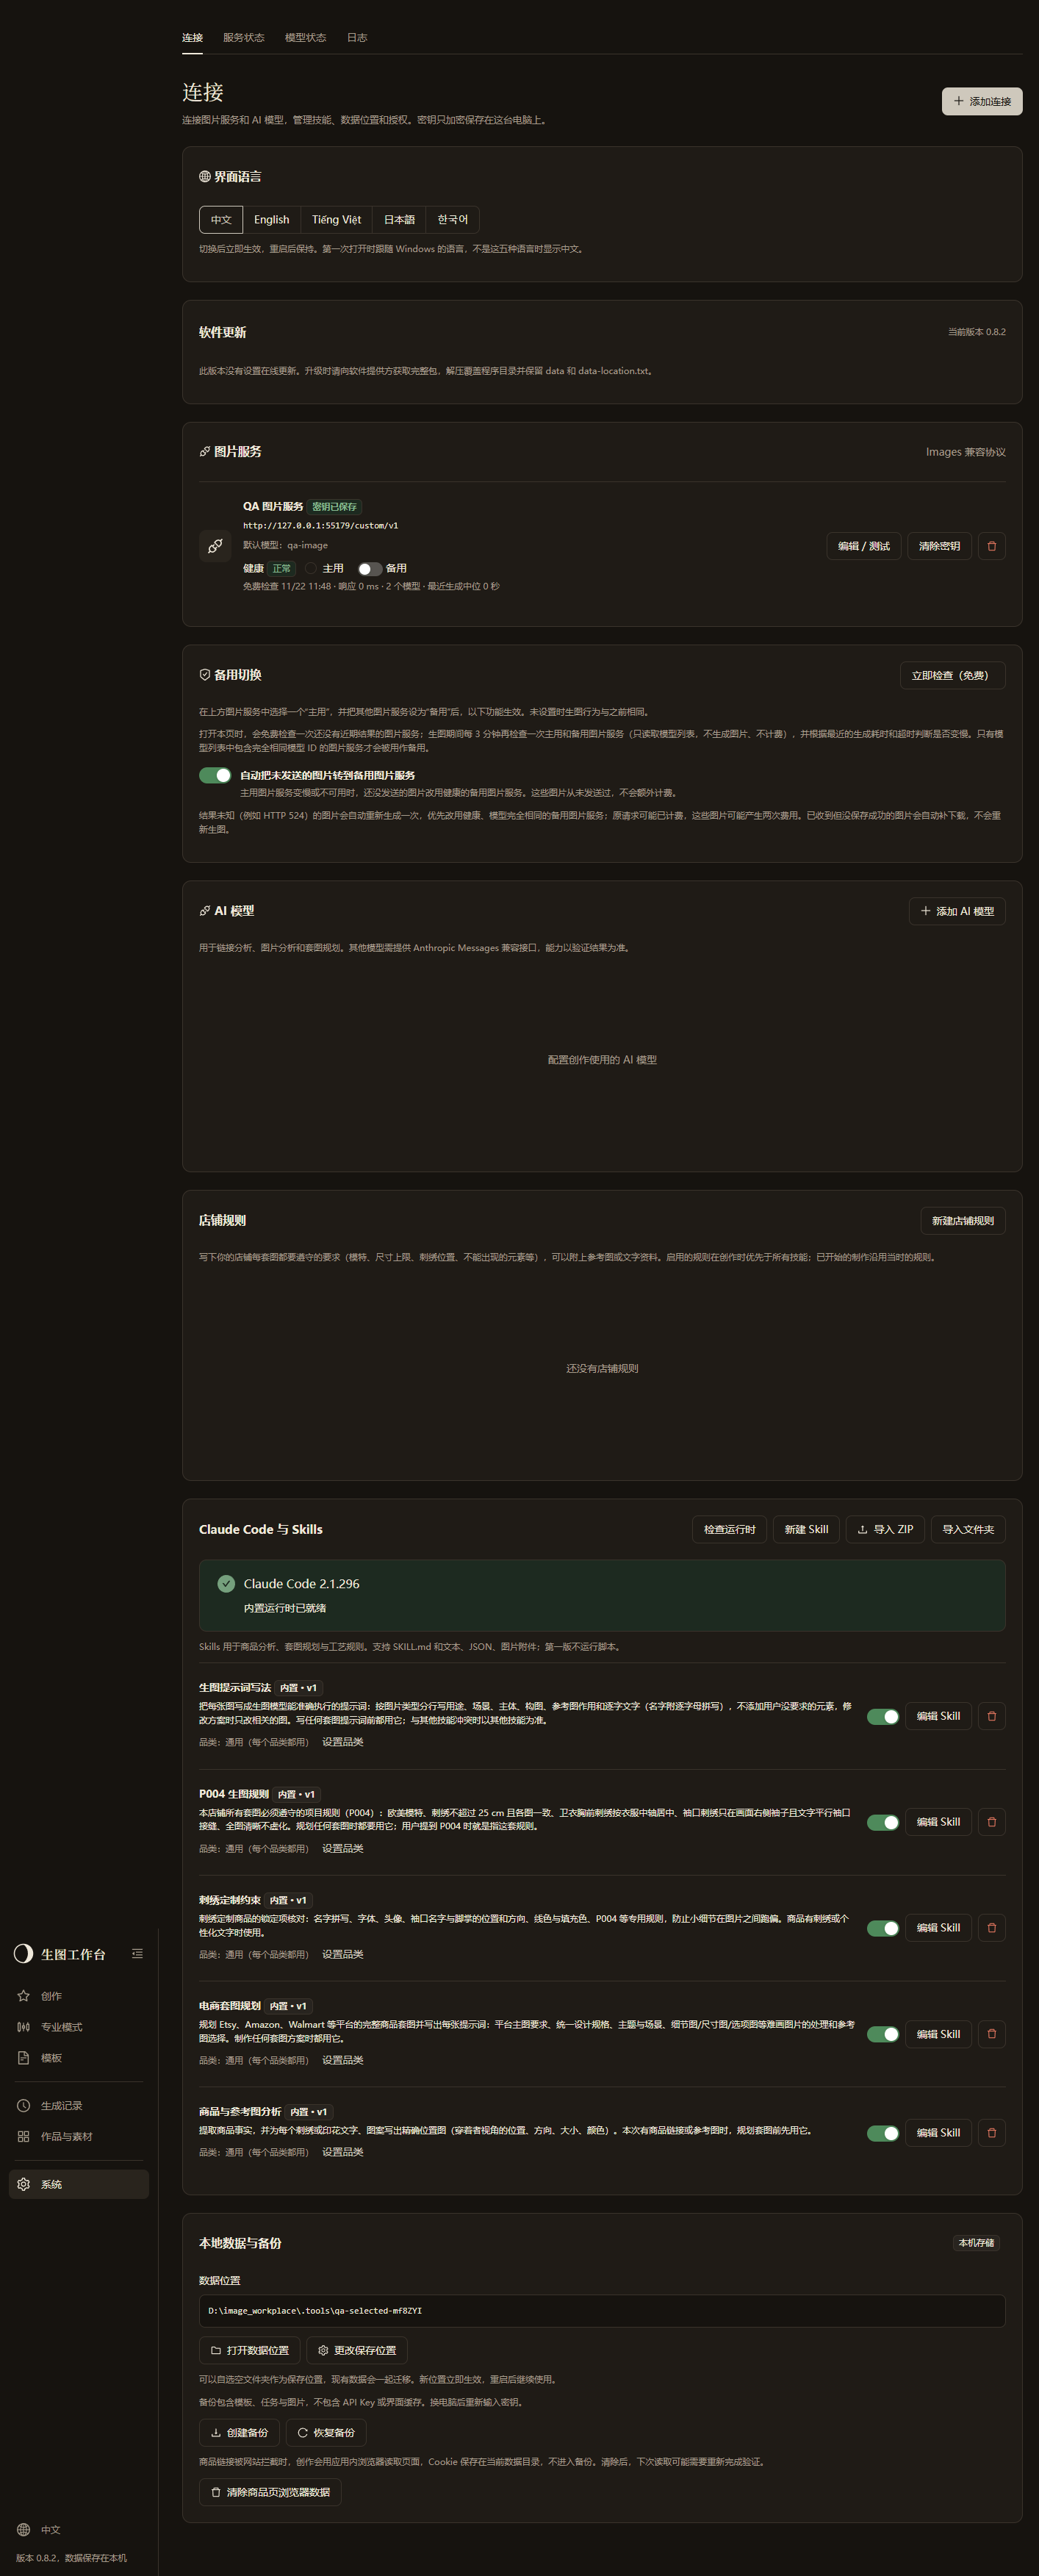 连接 服务状态 模型状态 日志
连接
添加连接
连接图片服务和 AI 模型，管理技能、数据位置和授权。密钥只加密保存在这台电脑上。
界面语言
中文 English Tiếng Việt 日本語 한국어
切换后立即生效，重启后保持。第一次打开时跟随 Windows 的语言，不是这五种语言时显示中文。
软件更新
当前版本 0.8.2
此版本没有设置在线更新。升级时请向软件提供方获取完整包，解压覆盖程序目录并保留 data 和 data-location.txt。
图片服务
Images 兼容协议
QA 图片服务 密钥已保存
http://127.0.0.1:55179/custom/v1
默认模型：qa-image
编辑 / 测试 清除密钥
健康 正常 主用 备用
免费检查 11/22 11:48 · 响应 0 ms · 2 个模型 · 最近生成中位 0 秒
备用切换
立即检查（免费）
在上方图片服务中选择一个“主用”，并把其他图片服务设为“备用”后，以下功能生效。未设置时生图行为与之前相同。
打开本页时，会免费检查一次还没有近期结果的图片服务；生图期间每 3 分钟再检查一次主用和备用图片服务（只读取模型列表，不生成图片、不计费），并根据最近的生成耗时和超时判断是否变慢。只有模
型列表中包含完全相同模型 ID 的图片服务才会被用作备用。
自动把未发送的图片转到备用图片服务
主用图片服务变慢或不可用时，还没发送的图片改用健康的备用图片服务。这些图片从未发送过，不会额外计费。
结果未知（例如 HTTP 524）的图片会自动重新生成一次，优先改用健康、模型完全相同的备用图片服务；原请求可能已计费，这些图片可能产生两次费用。已收到但没保存成功的图片会自动补下载，不会重
新生图。
AI 模型
添加 AI 模型
用于链接分析、图片分析和套图规划。其他模型需提供 Anthropic Messages 兼容接口，能力以验证结果为准。
配置创作使用的 AI 模型
店铺规则
新建店铺规则
写下你的店铺每套图都要遵守的要求（模特、尺寸上限、刺绣位置、不能出现的元素等），可以附上参考图或文字资料。启用的规则在创作时优先于所有技能；已开始的制作沿用当时的规则。
还没有店铺规则
Claude Code 与 Skills
检查运行时 新建 Skill 导入 ZIP 导入文件夹
Claude Code 2.1.296
内置运行时已就绪
Skills 用于商品分析、套图规划与工艺规则。支持 SKILL.md 和文本、JSON、图片附件；第一版不运行脚本。
生图提示词写法 内置 · v1
把每张图写成生图模型能准确执行的提示词：按图片类型分行写用途、场景、主体、构图、参考图作用和逐字文字（名字附逐字母拼写），不添加用户没要求的元素，修
改方案时只改相关的图。写任何套图提示词前都用它；与其他技能冲突时以其他技能为准。
编辑 Skill
品类：通用（每个品类都用） 设置品类
P004 生图规则 内置 · v1
本店铺所有套图必须遵守的项目规则（P004）：欧美模特、刺绣不超过 25 cm 且各图一致、卫衣胸前刺绣按衣服中轴居中、袖口刺绣只在画面右侧袖子且文字平行袖口
接缝、全图清晰不虚化。规划任何套图时都要用它；用户提到 P004 时就是指这套规则。
编辑 Skill
品类：通用（每个品类都用） 设置品类
刺绣定制约束 内置 · v1
刺绣定制商品的锁定项核对：名字拼写、字体、头像、袖口名字与脚掌的位置和方向、线色与填充色、P004 等专用规则，防止小细节在图片之间跑偏。商品有刺绣或个
性化文字时使用。
编辑 Skill
品类：通用（每个品类都用） 设置品类
电商套图规划 内置 · v1
规划 Etsy、Amazon、Walmart 等平台的完整商品套图并写出每张提示词：平台主图要求、统一设计规格、主题与场景、细节图/尺寸图/选项图等难画图片的处理和参考
图选择。制作任何套图方案时都用它。
编辑 Skill
品类：通用（每个品类都用） 设置品类
商品与参考图分析 内置 · v1
提取商品事实，并为每个刺绣或印花文字、图案写出精确位置图（穿着者视角的位置、方向、大小、颜色）。本次有商品链接或参考图时，规划套图前先用它。
编辑 Skill
品类：通用（每个品类都用） 设置品类
生图工作台
创作
专业模式
模板
生成记录
作品与素材
系统
中文
版本 0.8.2，数据保存在本机
本地数据与备份
本机存储
数据位置
D:\image_workplace\.tools\qa-selected-mf8ZYI
打开数据位置 更改保存位置
可以自选空文件夹作为保存位置，现有数据会一起迁移。新位置立即生效，重启后继续使用。
备份包含模板、任务与图片，不包含 API Key 或界面缓存。换电脑后重新输入密钥。
创建备份 恢复备份
商品链接被网站拦截时，创作会用应用内浏览器读取页面，Cookie 保存在当前数据目录，不进入备份。清除后，下次读取可能需要重新完成验证。
清除商品页浏览器数据